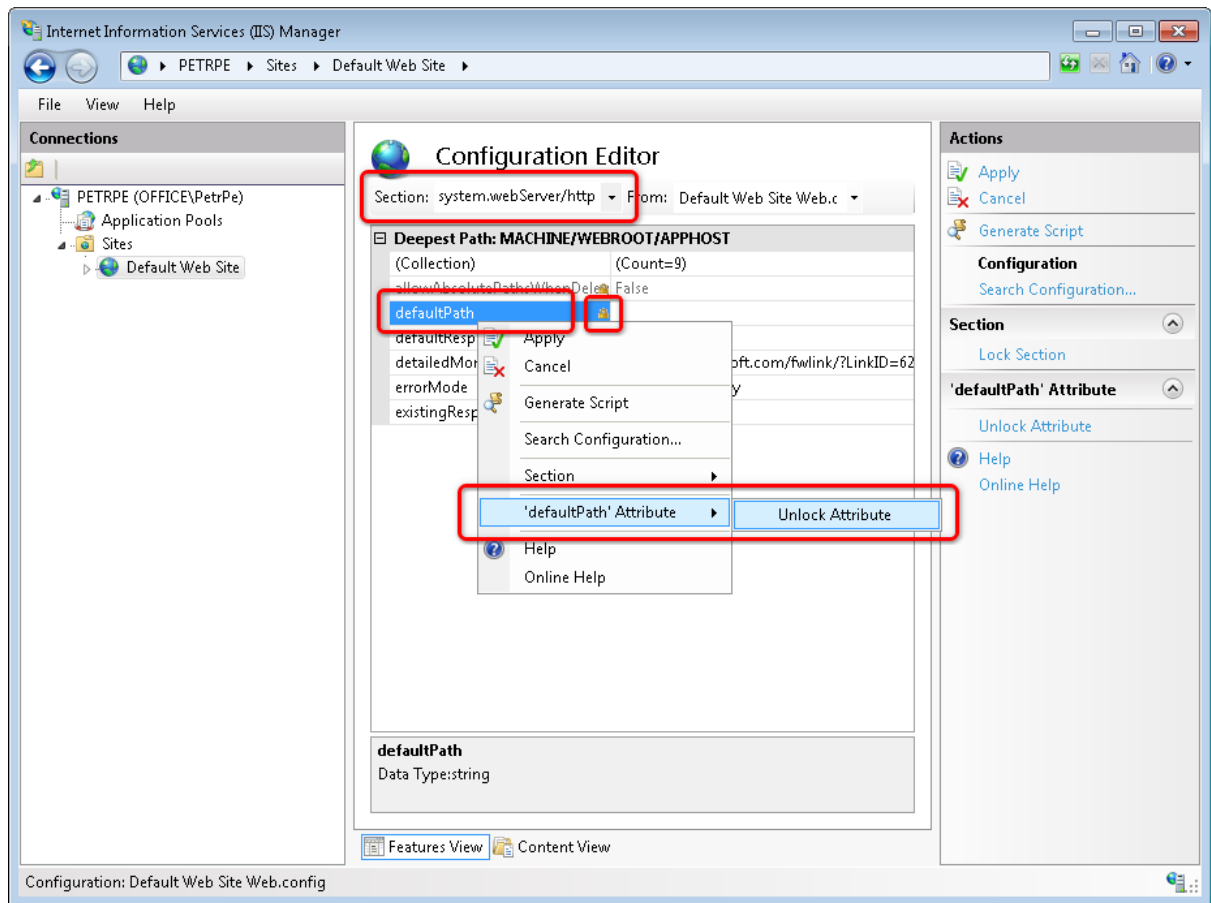 Internet Information Services (IIS) Manager
PETRPE Sites Default Web Site
File View Help
Connections
PETRPE (OFFICE\PetrPe)
Application Pools
Sites
Default Web Site
Configuration Editor
Section: system.webServer/http From: Default Web Site Web.c
Deepest Path: MACHINE/WEBROOT/APPHOST
(Collection) (Count=9)
allowAbsolutePathsWhenDeleg False
defaultPath
defaultResp
detailedMor oft.com/fwlink/?LinkID=62
errorMode y
existingResp
Apply
Cancel
Generate Script
Search Configuration...
Section
'defaultPath' Attribute Unlock Attribute
Help
Online Help
defaultPath
Data Type:string
Features View Content View
Actions
Apply
Cancel
Generate Script
Configuration
Search Configuration...
Section
Lock Section
'defaultPath' Attribute
Unlock Attribute
Help
Online Help
Configuration: Default Web Site Web.config